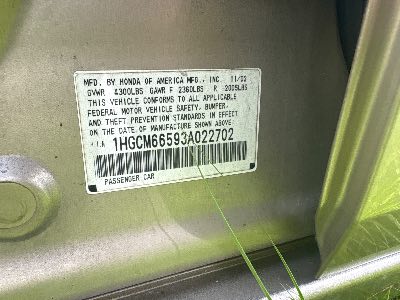 MFD. BY HONDA OF AMERICA MFG., INC. 11/02
GVWR 4300LBS GAWR F 2360LBS R 2005LBS
THIS VEHICLE CONFORMS TO ALL APPLICABLE
FEDERAL MOTOR VEHICLE SAFETY, BUMPER,
AND THEFT PREVENTION STANDARDS IN EFFECT
ON THE DATE OF MANUFACTURE SHOWN ABOVE.
1HGCM66593A022702
PASSENGER CAR